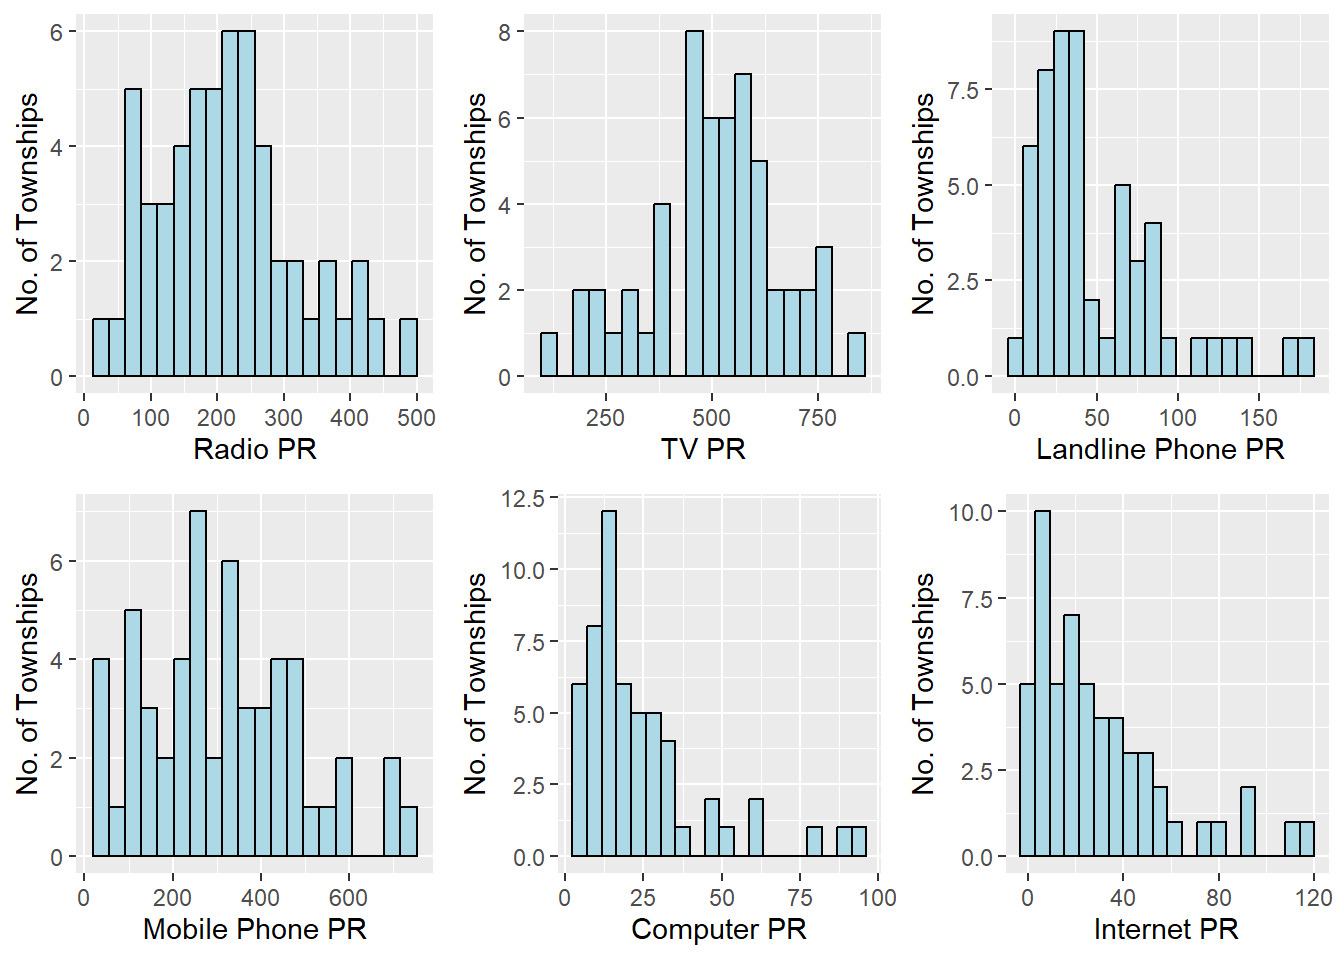 6
4
2
0
No. of Townships
0 100 200 300 400 500
Radio PR
8
6
4
2
0
No. of Townships
250 500 750
TV PR
7.5
5.0
2.5
0.0
No. of Townships
0 50 100 150
Landline Phone PR
6
4
2
0
No. of Townships
0 200 400 600
Mobile Phone PR
12.5
10.0
7.5
5.0
2.5
0.0
No. of Townships
0 25 50 75 100
Computer PR
10.0
7.5
5.0
2.5
0.0
No. of Townships
0 40 80 120
Internet PR